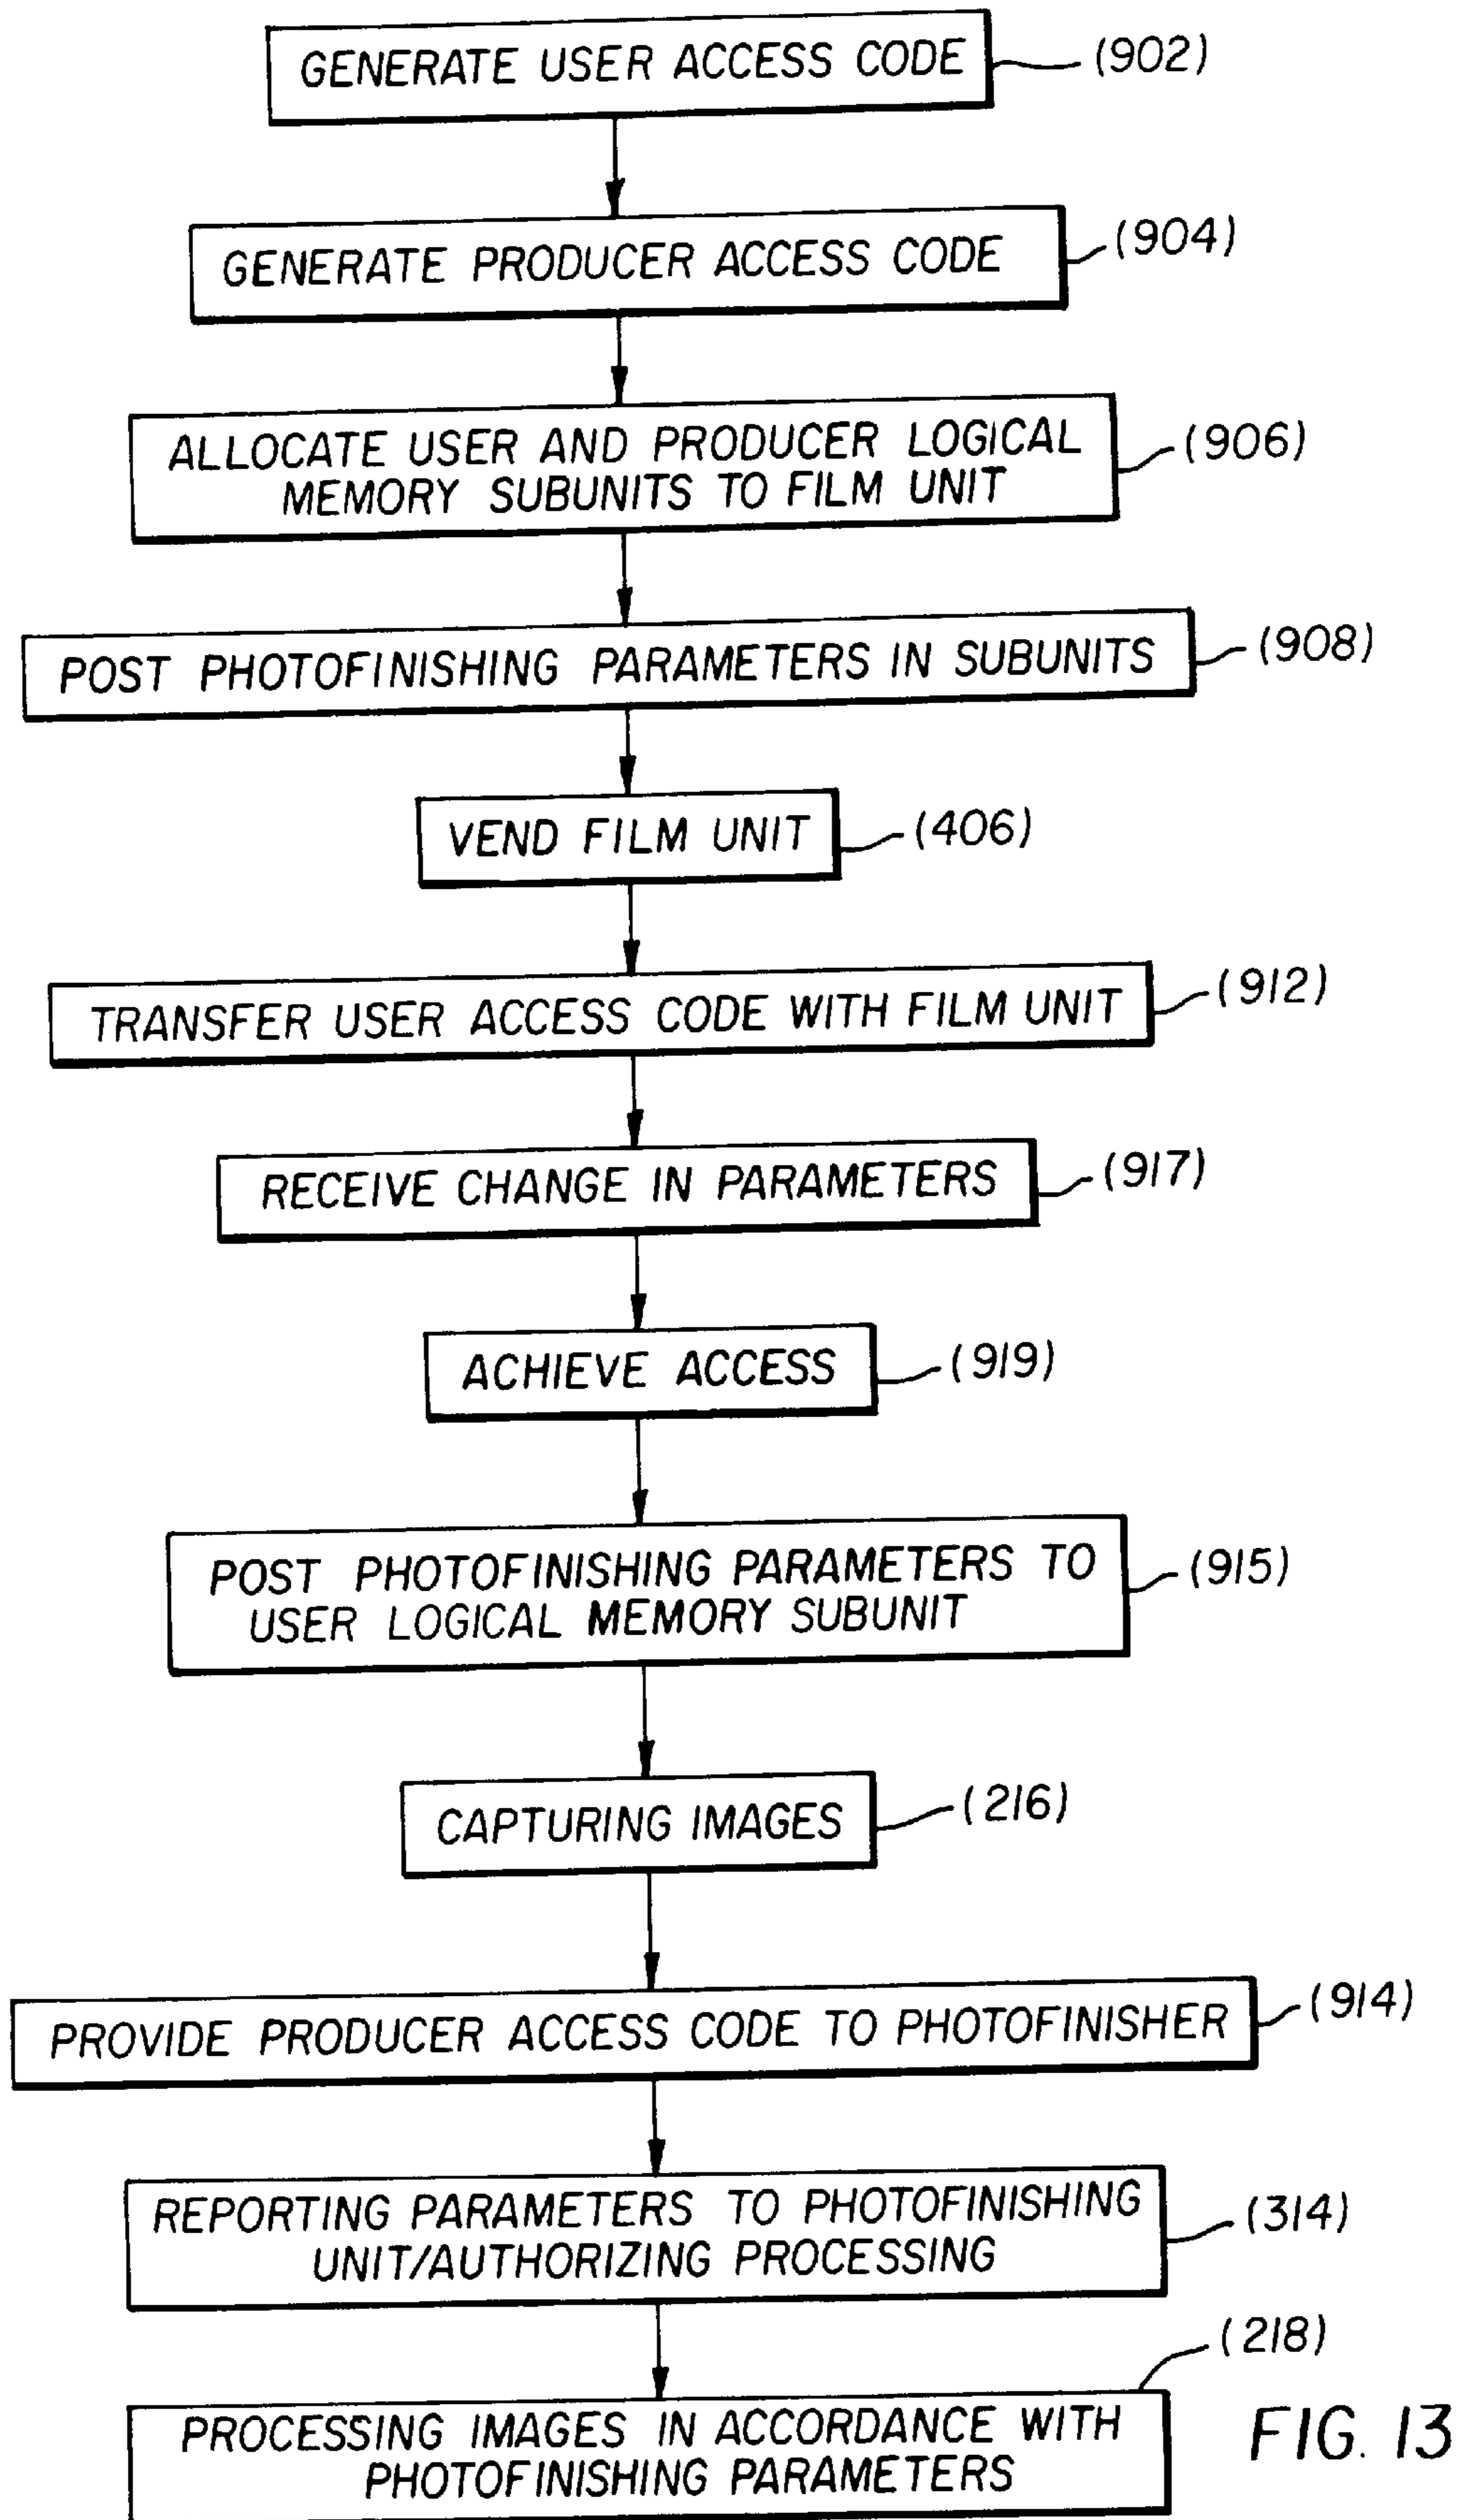 GENERATE USER ACCESS CODE (902)
GENERATE PRODUCER ACCESS CODE (904)
ALLOCATE USER AND PRODUCER LOGICAL
MEMORY SUBUNITS TO FILM UNIT
(906)
POST PHOTOFINISHING PARAMETERS IN SUBUNITS (908)
VEND FILM UNIT (406)
TRANSFER USER ACCESS CODE WITH FILM UNIT (912)
RECEIVE CHANGE IN PARAMETERS (917)
ACHIEVE ACCESS (919)
POST PHOTOFINISHING PARAMETERS TO
USER LOGICAL MEMORY SUBUNIT
(915)
CAPTURING IMAGES (216)
PROVIDE PRODUCER ACCESS CODE TO PHOTOFINISHER (914)
REPORTING PARAMETERS TO PHOTOFINISHING
UNIT/AUTHORIZING PROCESSING
(314)
(218)
PROCESSING IMAGES IN ACCORDANCE WITH
PHOTOFINISHING PARAMETERS
FIG. 13